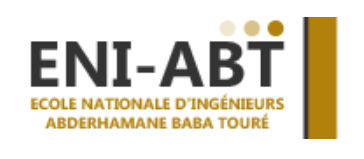 ENI-ABT
ECOLE NATIONALE D'INGÉNIEURS
ABDERHAMANE BABA TOURÉ